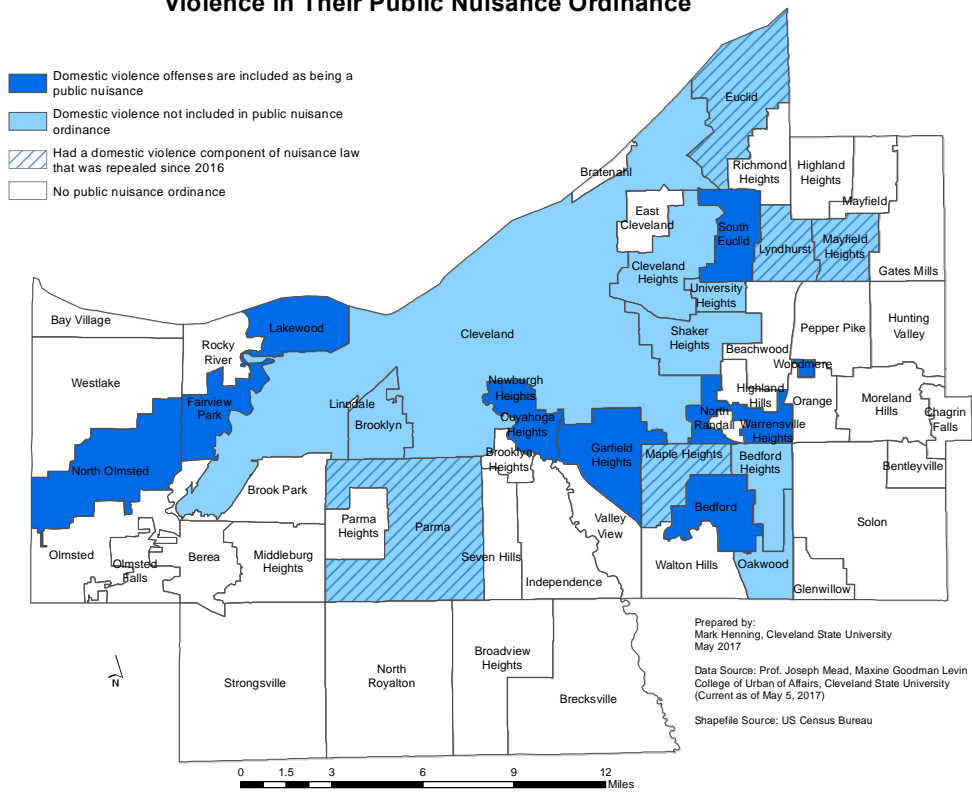 Violence in Their Public Nuisance Ordinance
Domestic violence offenses are included as being a
public nuisance
Domestic violence not included in public nuisance
ordinance
Had a domestic violence component of nuisance law
that was repealed since 2016
No public nuisance ordinance
Euclid
Bratenahl
Richmond
Heights
Highland
Heights
Mayfield
East
Cleveland
South
Euclid
Lyndhurst
Mayfield
Heights
Gates Mills
Cleveland
Heights
University
Heights
Bay Village
Lakewood
Cleveland
Shaker
Heights
Pepper Pike
Hunting
Valley
Rocky
River
Beachwood
Woodmere
Westlake
Newburgh
Heights
Highland
Hills
Orange
Moreland
Hills
Chagrin
Falls
Fairview
Park
Linndale
Brooklyn
Cuyahoga
Heights
North
Randall
Warrensville
Heights
Garfield
Heights
Maple Heights
Bedford
Heights
Brooklyn
Heights
Bentleyville
North Olmsted
Brook Park
Bedford
Parma
Heights
Parma
Valley
View
Solon
Olmsted
Olmsted
Falls
Berea
Middleburg
Heights
Seven Hills
Independence
Walton Hills
Oakwood
Glenwillow
Strongsville
North
Royalton
Broadview
Heights
Brecksville
N
Prepared by:
Mark Henning, Cleveland State University
May 2017
Data Source: Prof. Joseph Mead, Maxine Goodman Levin
College of Urban of Affairs, Cleveland State University
(Current as of May 5, 2017)
Shapefile Source: US Census Bureau
0 1.5 3 6 9 12
Miles